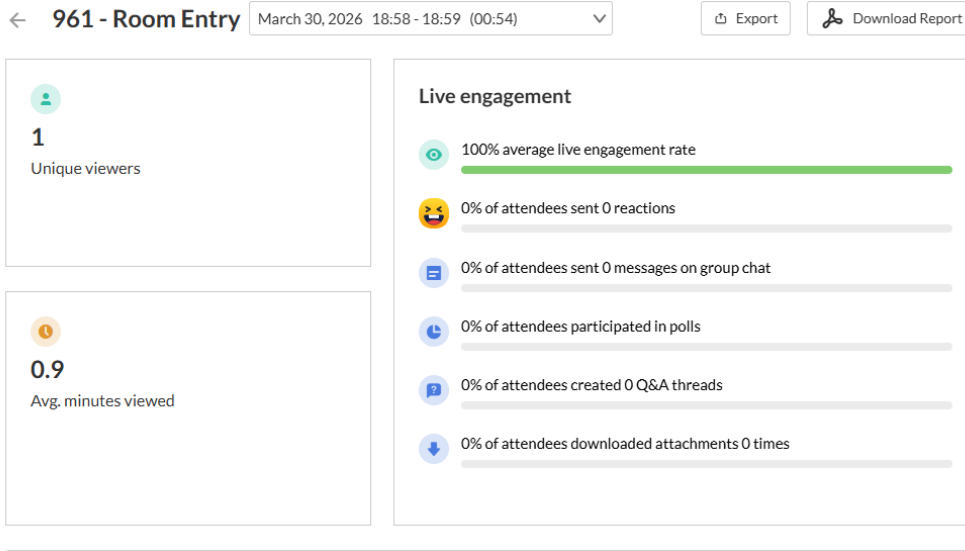 961 - Room Entry
March 30, 2026 18:58 - 18:59 (00:54)
Export
Download Report
1
Unique viewers
0.9
Avg. minutes viewed
Live engagement
100% average live engagement rate
0% of attendees sent 0 reactions
0% of attendees sent 0 messages on group chat
0% of attendees participated in polls
0% of attendees created 0 Q&A threads
0% of attendees downloaded attachments 0 times